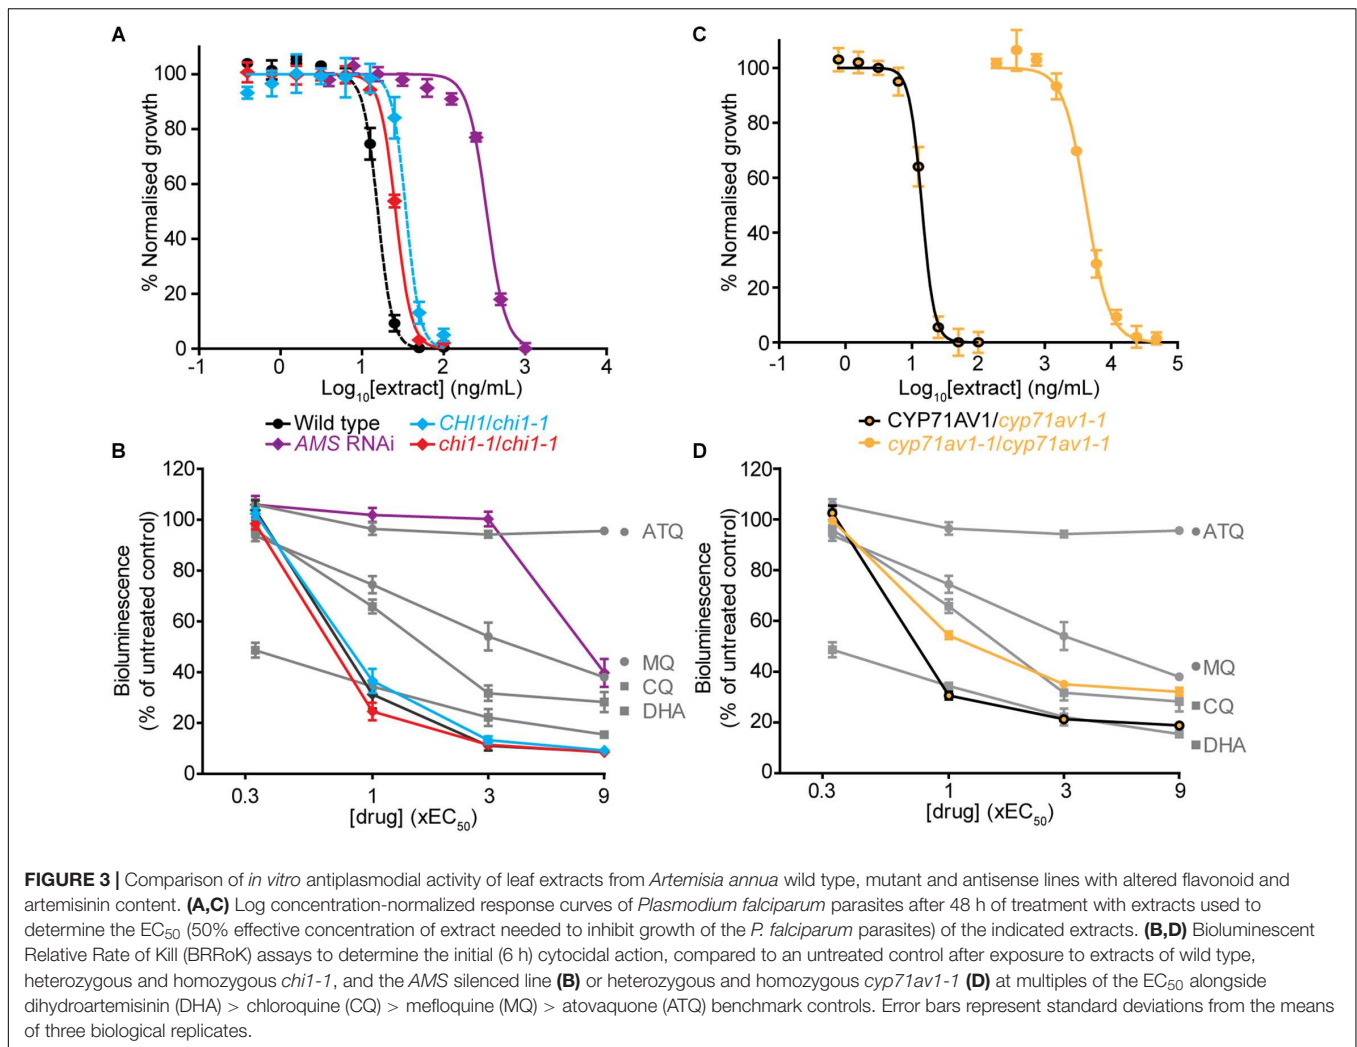 A
% Normalised growth
100
80
60
40
20
0
-1
0
1
2
3
4
Log10[extract] (ng/mL)
C
% Normalised growth
100
80
60
40
20
0
-1
0
1
2
3
4
5
Log10[extract] (ng/mL)
Wild type
CHI1/chi1-1
AMS RNAi
chi1-1/chi1-1
CYP71AV1/cyp71av1-1
cyp71av1-1/cyp71av1-1
B
Bioluminescence
(% of untreated control)
120
100
80
60
40
20
0
0.3
1
3
9
[drug] (xEC50)
ATQ
MQ
CQ
DHA
D
Bioluminescence
(% of untreated control)
120
100
80
60
40
20
0
0.3
1
3
9
[drug] (xEC50)
ATQ
MQ
CQ
DHA
FIGURE 3 | Comparison of in vitro antiplasmodial activity of leaf extracts from Artemisia annua wild type, mutant and antisense lines with altered flavonoid and
artemisinin content. (A,C) Log concentration-normalized response curves of Plasmodium falciparum parasites after 48 h of treatment with extracts used to
determine the EC50 (50% effective concentration of extract needed to inhibit growth of the P. falciparum parasites) of the indicated extracts. (B,D) Bioluminescent
Relative Rate of Kill (BRRoK) assays to determine the initial (6 h) cytocidal action, compared to an untreated control after exposure to extracts of wild type,
heterozygous and homozygous chi1-1, and the AMS silenced line (B) or heterozygous and homozygous cyp71av1-1 (D) at multiples of the EC50 alongside
dihydroartemisinin (DHA) > chloroquine (CQ) > mefloquine (MQ) > atovaquone (ATQ) benchmark controls. Error bars represent standard deviations from the means
of three biological replicates.